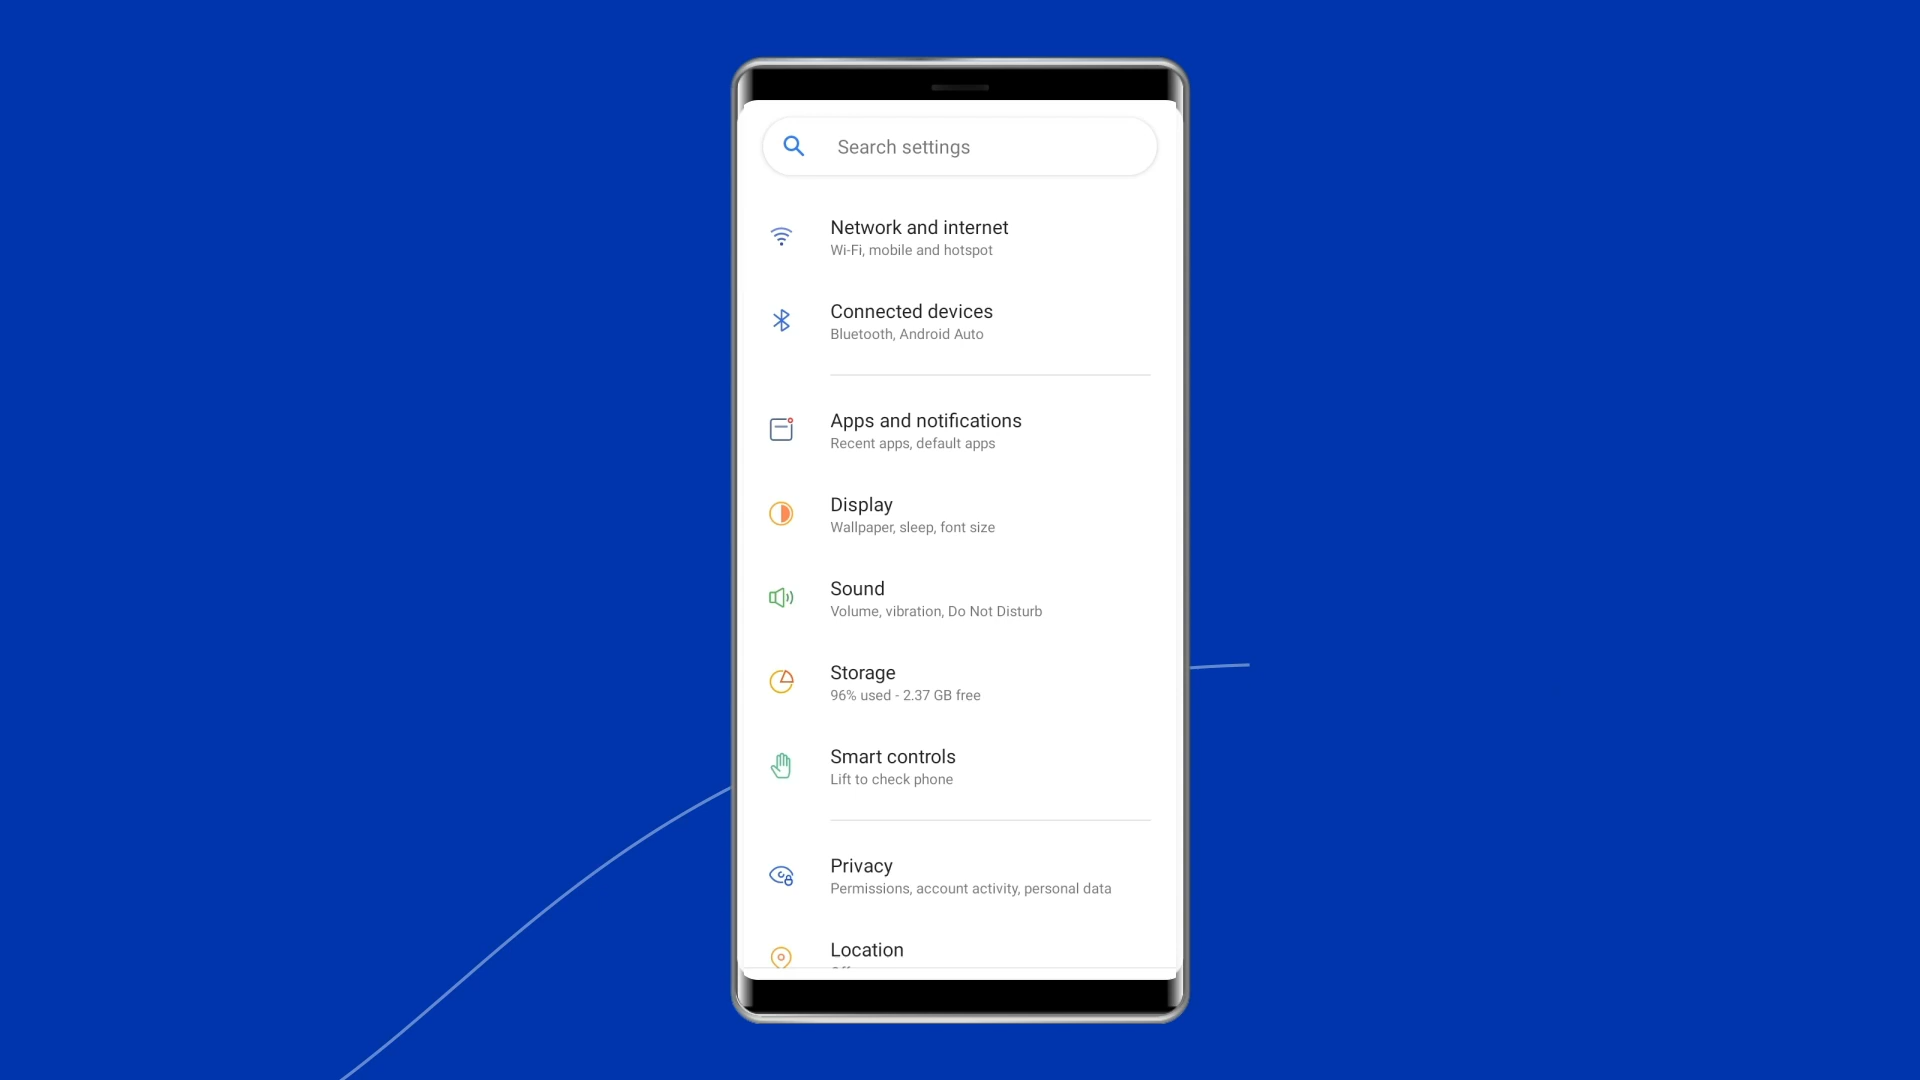 Search settings
Network and internet
Wi-Fi, mobile and hotspot
Connected devices
Bluetooth, Android Auto
Apps and notifications
Recent apps, default apps
Display
Wallpaper, sleep, font size
Sound
Volume, vibration, Do Not Disturb
Storage
96% used - 2.37 GB free
Smart controls
Lift to check phone
Privacy
Permissions, account activity, personal data
Location